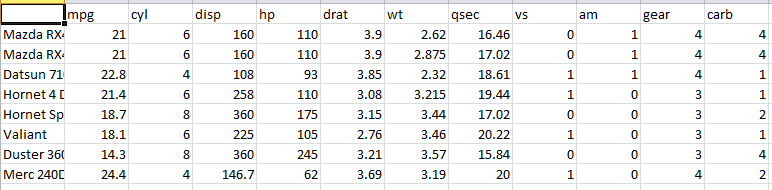 mpg cyl disp hp drat wt qsec vs am gear carb
Mazda RX4 21 6 160 110 3.9 2.62 16.46 0 1 4 4
Mazda RX4 21 6 160 110 3.9 2.875 17.02 0 1 4 4
Datsun 710 22.8 4 108 93 3.85 2.32 18.61 1 1 4 1
Hornet 4 D 21.4 6 258 110 3.08 3.215 19.44 1 0 3 1
Hornet Sp 18.7 8 360 175 3.15 3.44 17.02 0 0 3 2
Valiant 18.1 6 225 105 2.76 3.46 20.22 1 0 3 1
Duster 360 14.3 8 360 245 3.21 3.57 15.84 0 0 3 4
Merc 240D 24.4 4 146.7 62 3.69 3.19 20 1 0 4 2